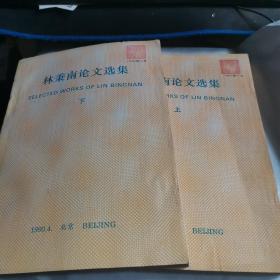 林秉南论文选集
SELECTED WORKS OF LIN BINGNAN
下
1990.4. 北京 BEIJING
南论文选集
RKS OF LIN BINGNAN
上
BEIJING